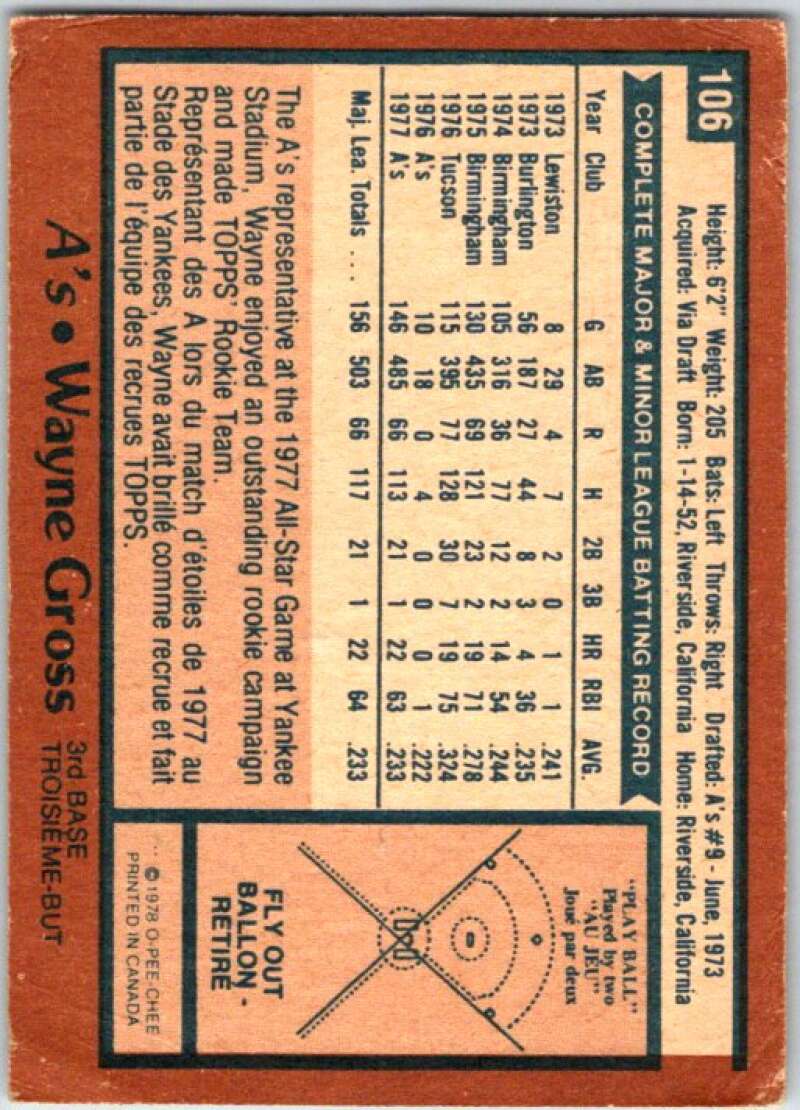 106
Height: 6'2" Weight: 205 Bats: Left Throws: Right Drafted: A's #9 - June, 1973
Acquired: Via Draft Born: 1-14-52, Riverside, California Home: Riverside, California
COMPLETE MAJOR & MINOR LEAGUE BATTING RECORD
Year Club G AB R H 2B 3B HR RBI AVG.
1973 Lewiston 8 29 4 7 2 0 1 1 .241
1973 Burlington 56 187 27 44 8 3 4 36 .235
1974 Birmingham 105 316 36 77 12 2 14 54 .244
1975 Birmingham 130 435 69 121 23 2 19 71 .278
1976 Tucson 115 395 77 128 30 7 19 75 .324
1976 A's 10 18 0 4 0 0 0 1 .222
1977 A's 146 485 66 113 21 1 22 63 .233
Maj. Lea. Totals ... 156 503 66 117 21 1 22 64 .233
The A's representative at the 1977 All-Star Game at Yankee
Stadium, Wayne enjoyed an outstanding rookie campaign
and made TOPPS' Rookie Team.
Représentant des A lors du match d'étoiles de 1977 au
Stade des Yankees, Wayne avait brillé comme recrue et fait
partie de l'équipe des recrues TOPPS.
"PLAY BALL"
Played by two
"AU JEU"
Joué par deux
FLY OUT
BALLON -
RETIRÉ
©1978 O-PEE-CHEE
PRINTED IN CANADA
A's • Wayne Gross 3rd BASE
TROISIÈME-BUT